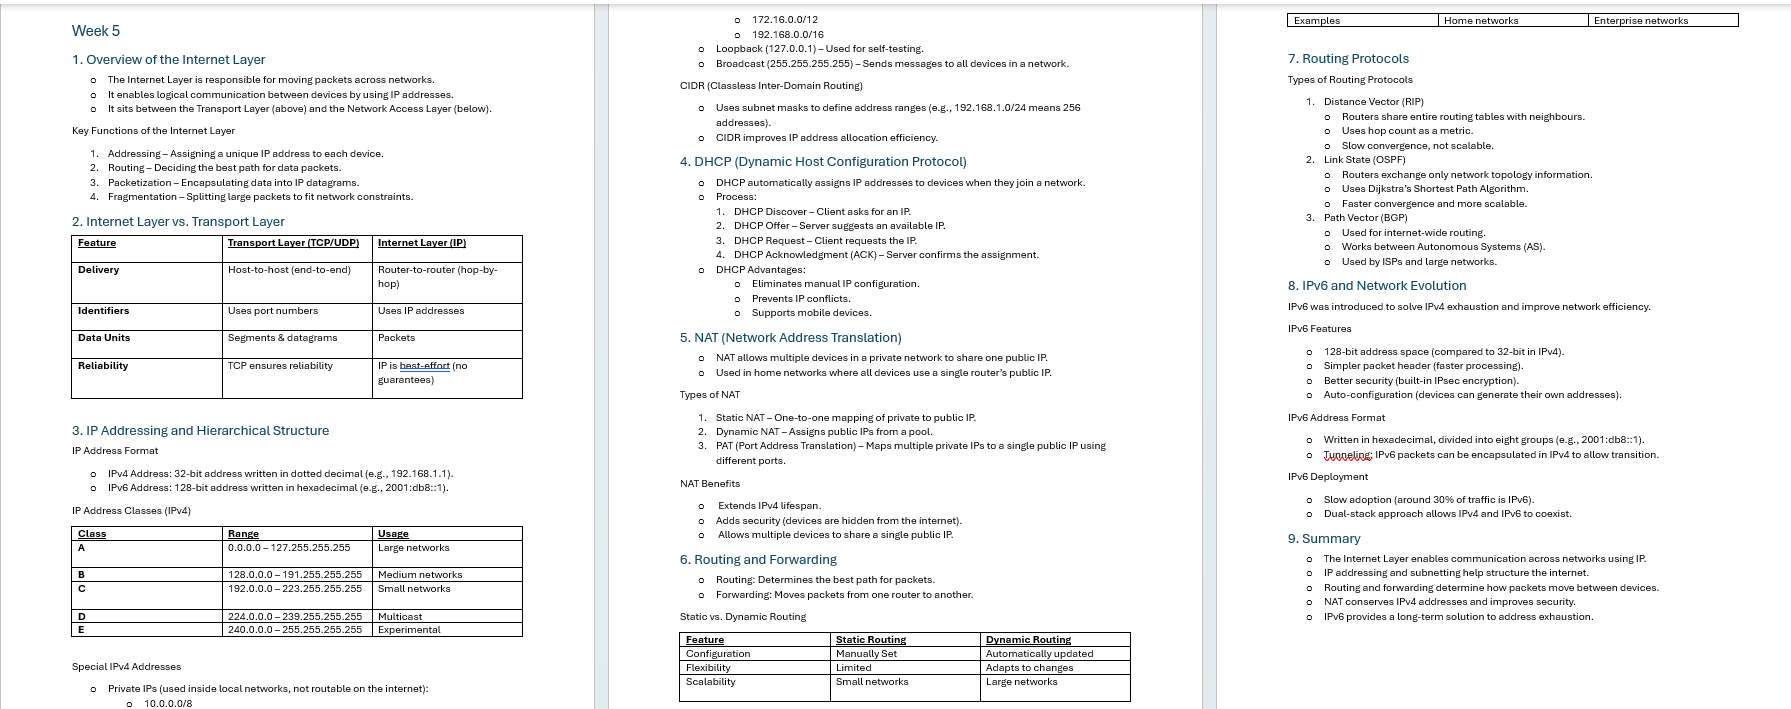 Week 5
1. Overview of the Internet Layer
o The Internet Layer is responsible for moving packets across networks.
o It enables logical communication between devices by using IP addresses.
o It sits between the Transport Layer (above) and the Network Access Layer (below).
Key Functions of the Internet Layer
1. Addressing – Assigning a unique IP address to each device.
2. Routing – Deciding the best path for data packets.
3. Packetization – Encapsulating data into IP datagrams.
4. Fragmentation – Splitting large packets to fit network constraints.
2. Internet Layer vs. Transport Layer
Feature Transport Layer (TCP/UDP) Internet Layer (IP)
Delivery Host-to-host (end-to-end) Router-to-router (hop-by-
hop)
Identifiers Uses port numbers Uses IP addresses
Data Units Segments & datagrams Packets
Reliability TCP ensures reliability IP is best-effort (no
guarantees)
3. IP Addressing and Hierarchical Structure
IP Address Format
o IPv4 Address: 32-bit address written in dotted decimal (e.g., 192.168.1.1).
o IPv6 Address: 128-bit address written in hexadecimal (e.g., 2001:db8::1).
IP Address Classes (IPv4)
Class Range Usage
A 0.0.0.0 – 127.255.255.255 Large networks
B 128.0.0.0 – 191.255.255.255 Medium networks
C 192.0.0.0 – 223.255.255.255 Small networks
D 224.0.0.0 – 239.255.255.255 Multicast
E 240.0.0.0 – 255.255.255.255 Experimental
Special IPv4 Addresses
o Private IPs (used inside local networks, not routable on the internet):
o 10.0.0.0/8
o 172.16.0.0/12
o 192.168.0.0/16
o Loopback (127.0.0.1) – Used for self-testing.
o Broadcast (255.255.255.255) – Sends messages to all devices in a network.
CIDR (Classless Inter-Domain Routing)
o Uses subnet masks to define address ranges (e.g., 192.168.1.0/24 means 256
addresses).
o CIDR improves IP address allocation efficiency.
4. DHCP (Dynamic Host Configuration Protocol)
o DHCP automatically assigns IP addresses to devices when they join a network.
o Process:
1. DHCP Discover – Client asks for an IP.
2. DHCP Offer – Server suggests an available IP.
3. DHCP Request – Client requests the IP.
4. DHCP Acknowledgment (ACK) – Server confirms the assignment.
o DHCP Advantages:
o Eliminates manual IP configuration.
o Prevents IP conflicts.
o Supports mobile devices.
5. NAT (Network Address Translation)
o NAT allows multiple devices in a private network to share one public IP.
o Used in home networks where all devices use a single router's public IP.
Types of NAT
1. Static NAT – One-to-one mapping of private to public IP.
2. Dynamic NAT – Assigns public IPs from a pool.
3. PAT (Port Address Translation) – Maps multiple private IPs to a single public IP using
different ports.
NAT Benefits
o Extends IPv4 lifespan.
o Adds security (devices are hidden from the internet).
o Allows multiple devices to share a single public IP.
6. Routing and Forwarding
o Routing: Determines the best path for packets.
o Forwarding: Moves packets from one router to another.
Static vs. Dynamic Routing
Feature Static Routing Dynamic Routing
Configuration Manually Set Automatically updated
Flexibility Limited Adapts to changes
Scalability Small networks Large networks
Examples Home networks Enterprise networks
7. Routing Protocols
Types of Routing Protocols
1. Distance Vector (RIP)
o Routers share entire routing tables with neighbours.
o Uses hop count as a metric.
o Slow convergence, not scalable.
2. Link State (OSPF)
o Routers exchange only network topology information.
o Uses Dijkstra's Shortest Path Algorithm.
o Faster convergence and more scalable.
3. Path Vector (BGP)
o Used for internet-wide routing.
o Works between Autonomous Systems (AS).
o Used by ISPs and large networks.
8. IPv6 and Network Evolution
IPv6 was introduced to solve IPv4 exhaustion and improve network efficiency.
IPv6 Features
o 128-bit address space (compared to 32-bit in IPv4).
o Simpler packet header (faster processing).
o Better security (built-in IPsec encryption).
o Auto-configuration (devices can generate their own addresses).
IPv6 Address Format
o Written in hexadecimal, divided into eight groups (e.g., 2001:db8::1).
o Tunneling: IPv6 packets can be encapsulated in IPv4 to allow transition.
IPv6 Deployment
o Slow adoption (around 30% of traffic is IPv6).
o Dual-stack approach allows IPv4 and IPv6 to coexist.
9. Summary
o The Internet Layer enables communication across networks using IP.
o IP addressing and subnetting help structure the internet.
o Routing and forwarding determine how packets move between devices.
o NAT conserves IPv4 addresses and improves security.
o IPv6 provides a long-term solution to address exhaustion.